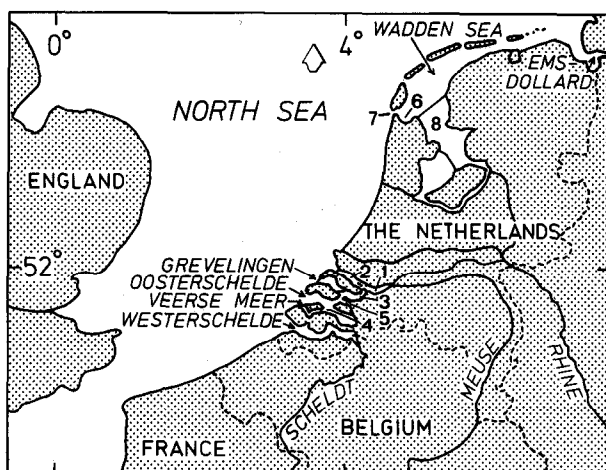 0°
4°
WADDEN SEA
EMS-
DOLLARD
NORTH SEA
6
7
8
ENGLAND
THE NETHERLANDS
52°
GREVELINGEN
2 1
OOSTERSCHELDE
3
VEERSE MEER
5
WESTERSCHELDE
4
SCHELDT
MEUSE
RHINE
BELGIUM
FRANCE